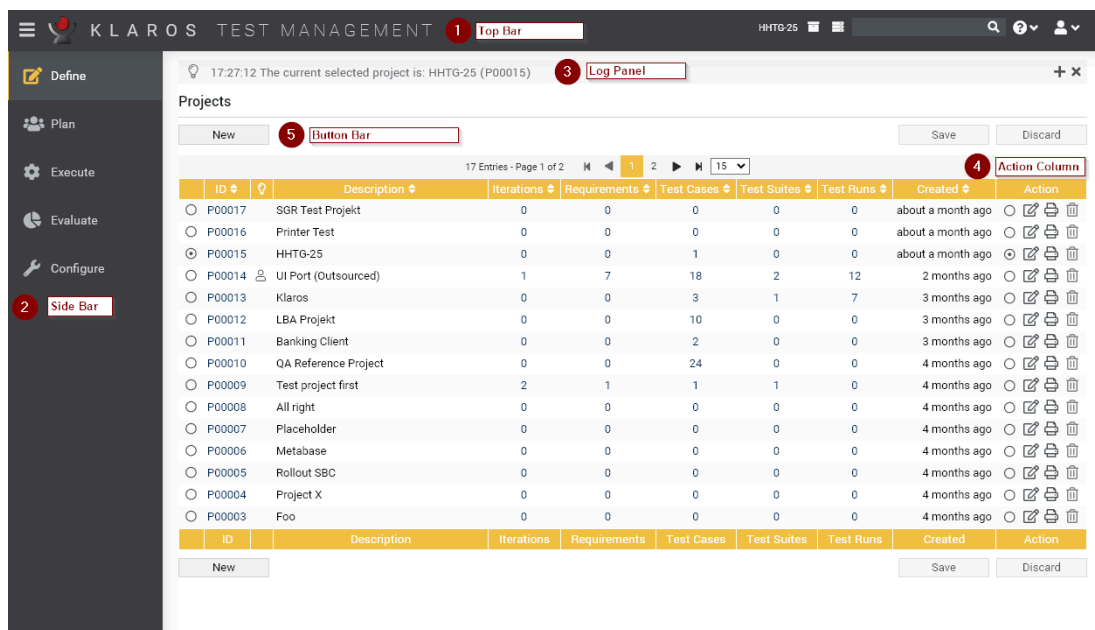 KLAROS TEST MANAGEMENT 1 Top Bar HHTG-25
Define
17:27:12 The current selected project is: HHTG-25 (P00015) 3 Log Panel
Projects
Plan
New 5 Button Bar Save Discard
17 Entries - Page 1 of 2 1 2 15 4 Action Column
Execute
ID Description Iterations Requirements Test Cases Test Suites Test Runs Created Action
P00017 SGR Test Projekt 0 0 0 0 0 about a month ago
Evaluate
P00016 Printer Test 0 0 0 0 0 about a month ago
P00015 HHTG-25 0 0 1 0 0 about a month ago
Configure
P00014 UI Port (Outsourced) 1 7 18 2 12 2 months ago
P00013 Klaros 0 0 3 1 7 3 months ago
2 Side Bar
P00012 LBA Projekt 0 0 10 0 0 3 months ago
P00011 Banking Client 0 0 2 0 0 3 months ago
P00010 QA Reference Project 0 0 24 0 0 4 months ago
P00009 Test project first 2 1 1 1 0 4 months ago
P00008 All right 0 0 0 0 0 4 months ago
P00007 Placeholder 0 0 0 0 0 4 months ago
P00006 Metabase 0 0 0 0 0 4 months ago
P00005 Rollout SBC 0 0 0 0 0 4 months ago
P00004 Project X 0 0 0 0 0 4 months ago
P00003 Foo 0 0 0 0 0 4 months ago
ID Description Iterations Requirements Test Cases Test Suites Test Runs Created Action
New Save Discard